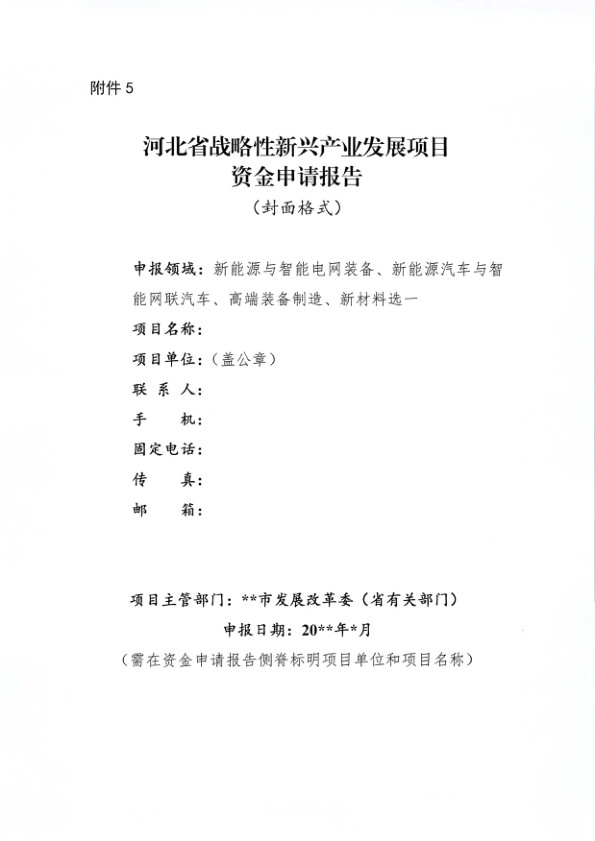 附件 5
河北省战略性新兴产业发展项目
资金申请报告
（封面格式）
申报领域：新能源与智能电网装备、新能源汽车与智
能网联汽车、高端装备制造、新材料选一
项目名称：
项目单位：（盖公章）
联 系 人：
手　　机：
固定电话：
传　　真：
邮　　箱：
项目主管部门：**市发展改革委（省有关部门）
申报日期：20**年*月
（需在资金申请报告侧脊标明项目单位和项目名称）